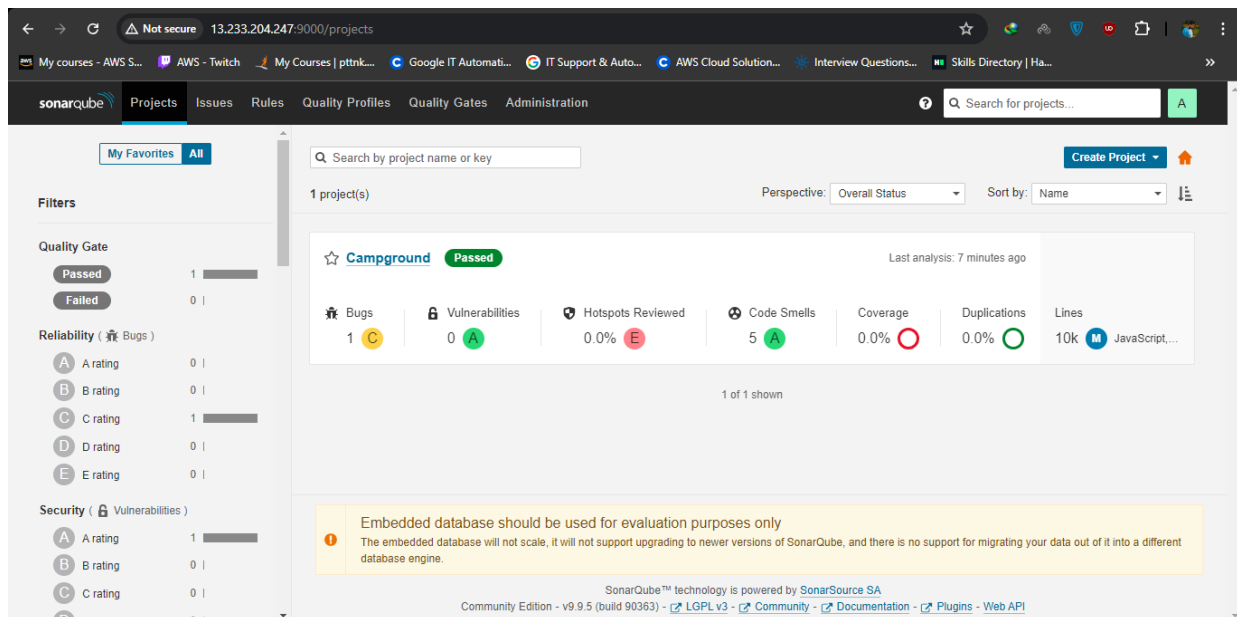 Not secure 13.233.204.247:9000/projects
My courses - AWS S... AWS - Twitch My Courses | pttnk.... Google IT Automati... IT Support & Auto... AWS Cloud Solution... Interview Questions... Skills Directory | Ha...
sonarqube Projects Issues Rules Quality Profiles Quality Gates Administration Search for projects... A
My Favorites All
Search by project name or key
Create Project
1 project(s)
Perspective: Overall Status Sort by: Name
Filters
Quality Gate
Passed 1
Failed 0
Reliability ( Bugs )
A A rating 0
B B rating 0
C C rating 1
D D rating 0
E E rating 0
Security ( Vulnerabilities )
A A rating 1
B B rating 0
C C rating 0
Campground Passed Last analysis: 7 minutes ago
Bugs Vulnerabilities Hotspots Reviewed Code Smells Coverage Duplications Lines
1 C 0 A 0.0% E 5 A 0.0% 0.0% 10k M JavaScript,...
1 of 1 shown
Embedded database should be used for evaluation purposes only
The embedded database will not scale, it will not support upgrading to newer versions of SonarQube, and there is no support for migrating your data out of it into a different
database engine.
SonarQube™ technology is powered by SonarSource SA
Community Edition - v9.9.5 (build 90363) - LGPL v3 - Community - Documentation - Plugins - Web API